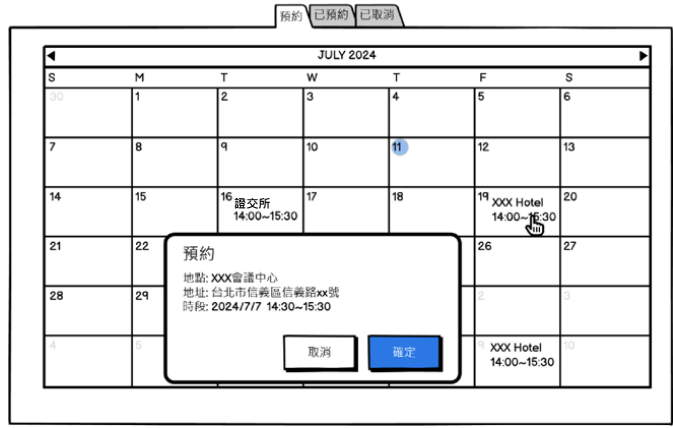 預約 已預約 已取消
JULY 2024
S M T W T F S
30 1 2 3 4 5 6
7 8 9 10 11 12 13
14 15 16 17 18 19 20
證交所 XXX Hotel
14:00~15:30 14:00~15:30
21 22 26 27
預約
地點: XXX會議中心
地址: 台北市信義區信義路xx號
時段: 2024/7/7 14:30~15:30
28 29 2 3
取消 確定
4 5 9 10
XXX Hotel
14:00~15:30